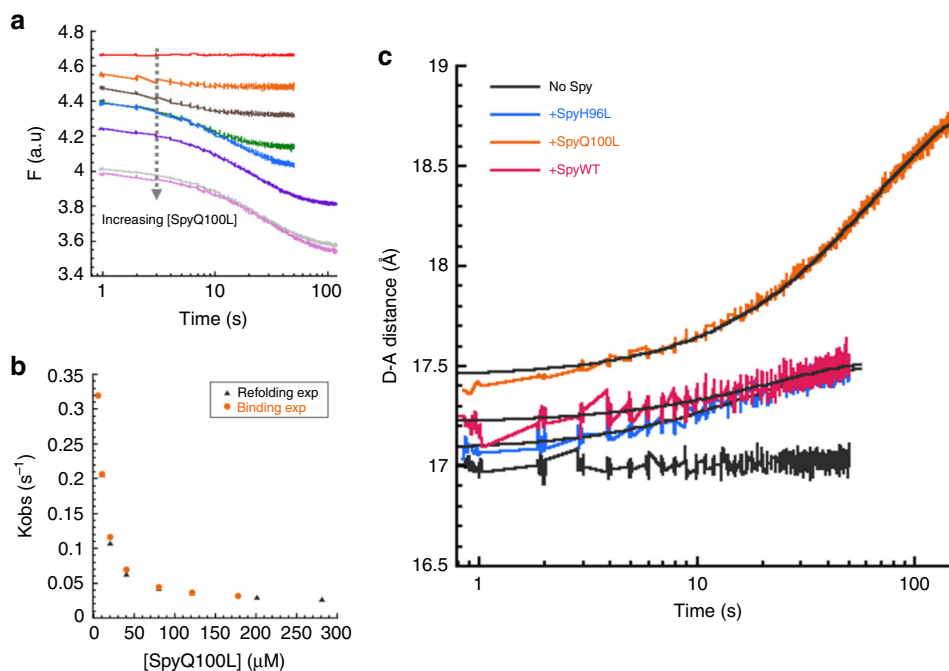 a
4.8
4.6
4.4
4.2
4
3.8
3.6
3.4
F (a.u)
Increasing [SpyQ100L]
1
10
100
Time (s)
b
0.35
0.3
0.25
0.2
0.15
0.1
0.05
0
Kobs (s⁻¹)
Refolding exp
Binding exp
0
50
100
150
200
250
300
[SpyQ100L] (μM)
c
19
18.5
18
17.5
17
16.5
D-A distance (Å)
No Spy
+SpyH96L
+SpyQ100L
+SpyWT
1
10
100
Time (s)